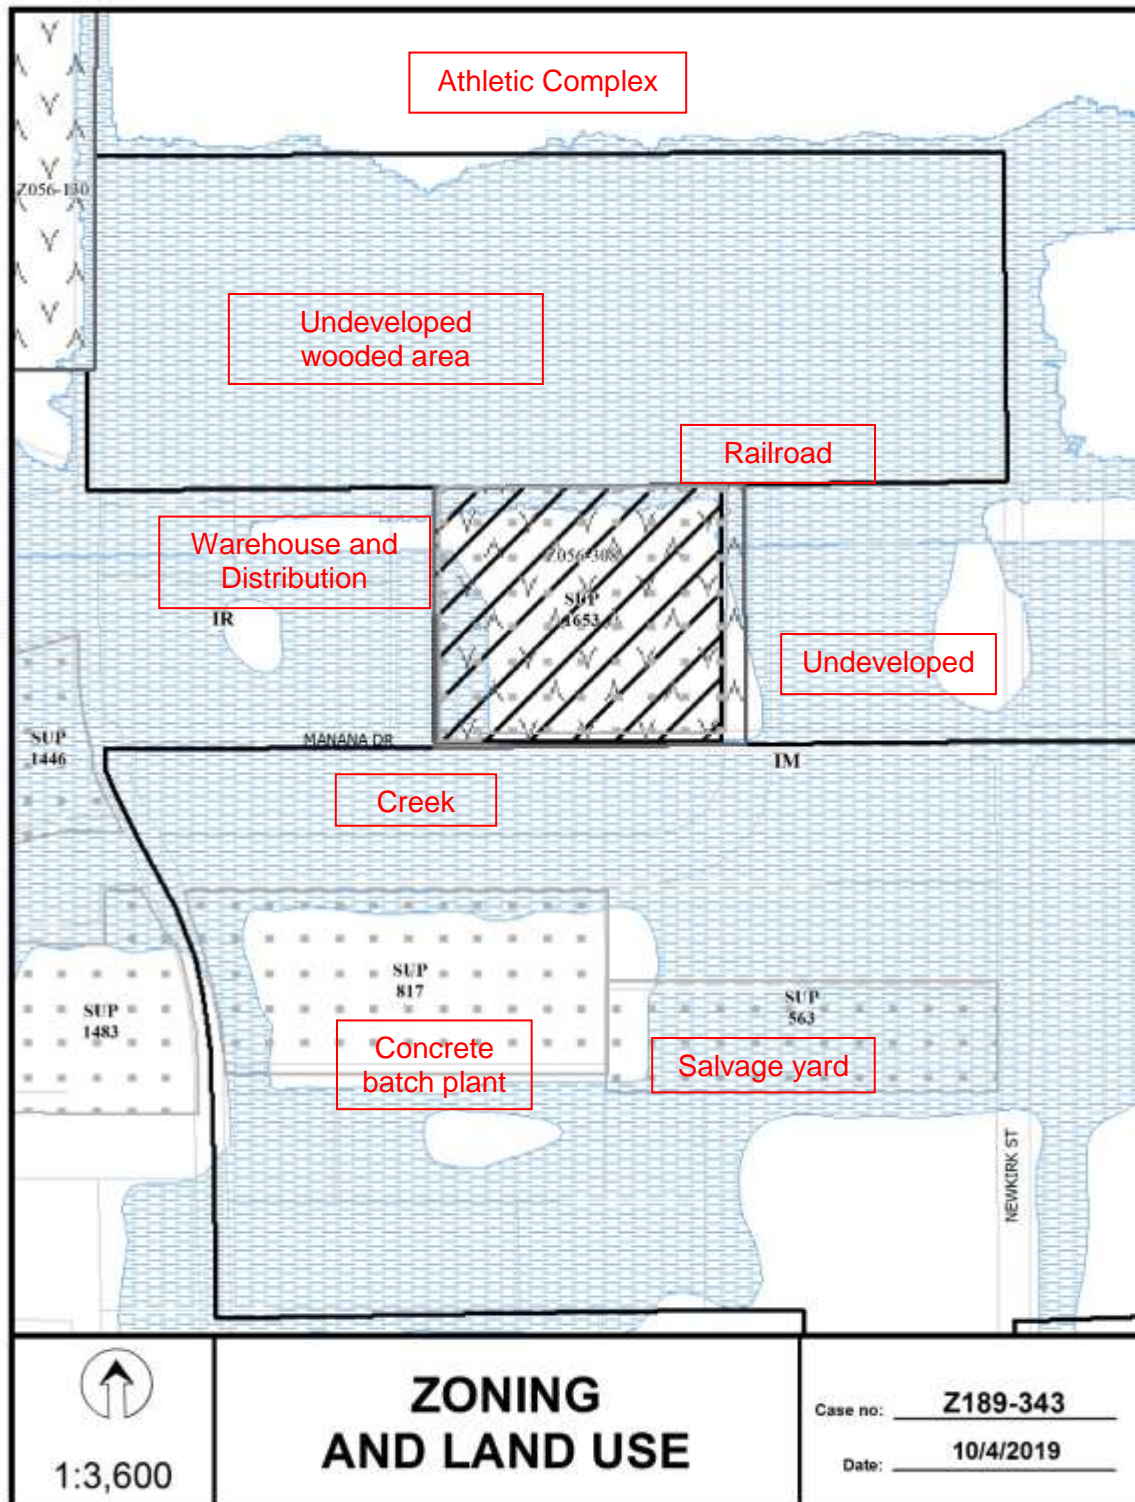 Athletic Complex
Z056-130
Undeveloped
wooded area
Railroad
Warehouse and
Distribution
Z056-308
SUP
1653
IR
Undeveloped
SUP
1446
MANANA DR
IM
Creek
SUP
817
SUP
563
SUP
1483
Concrete
batch plant
Salvage yard
NEWKIRK ST
1:3,600
ZONING
AND LAND USE
Case no: Z189-343
Date: 10/4/2019